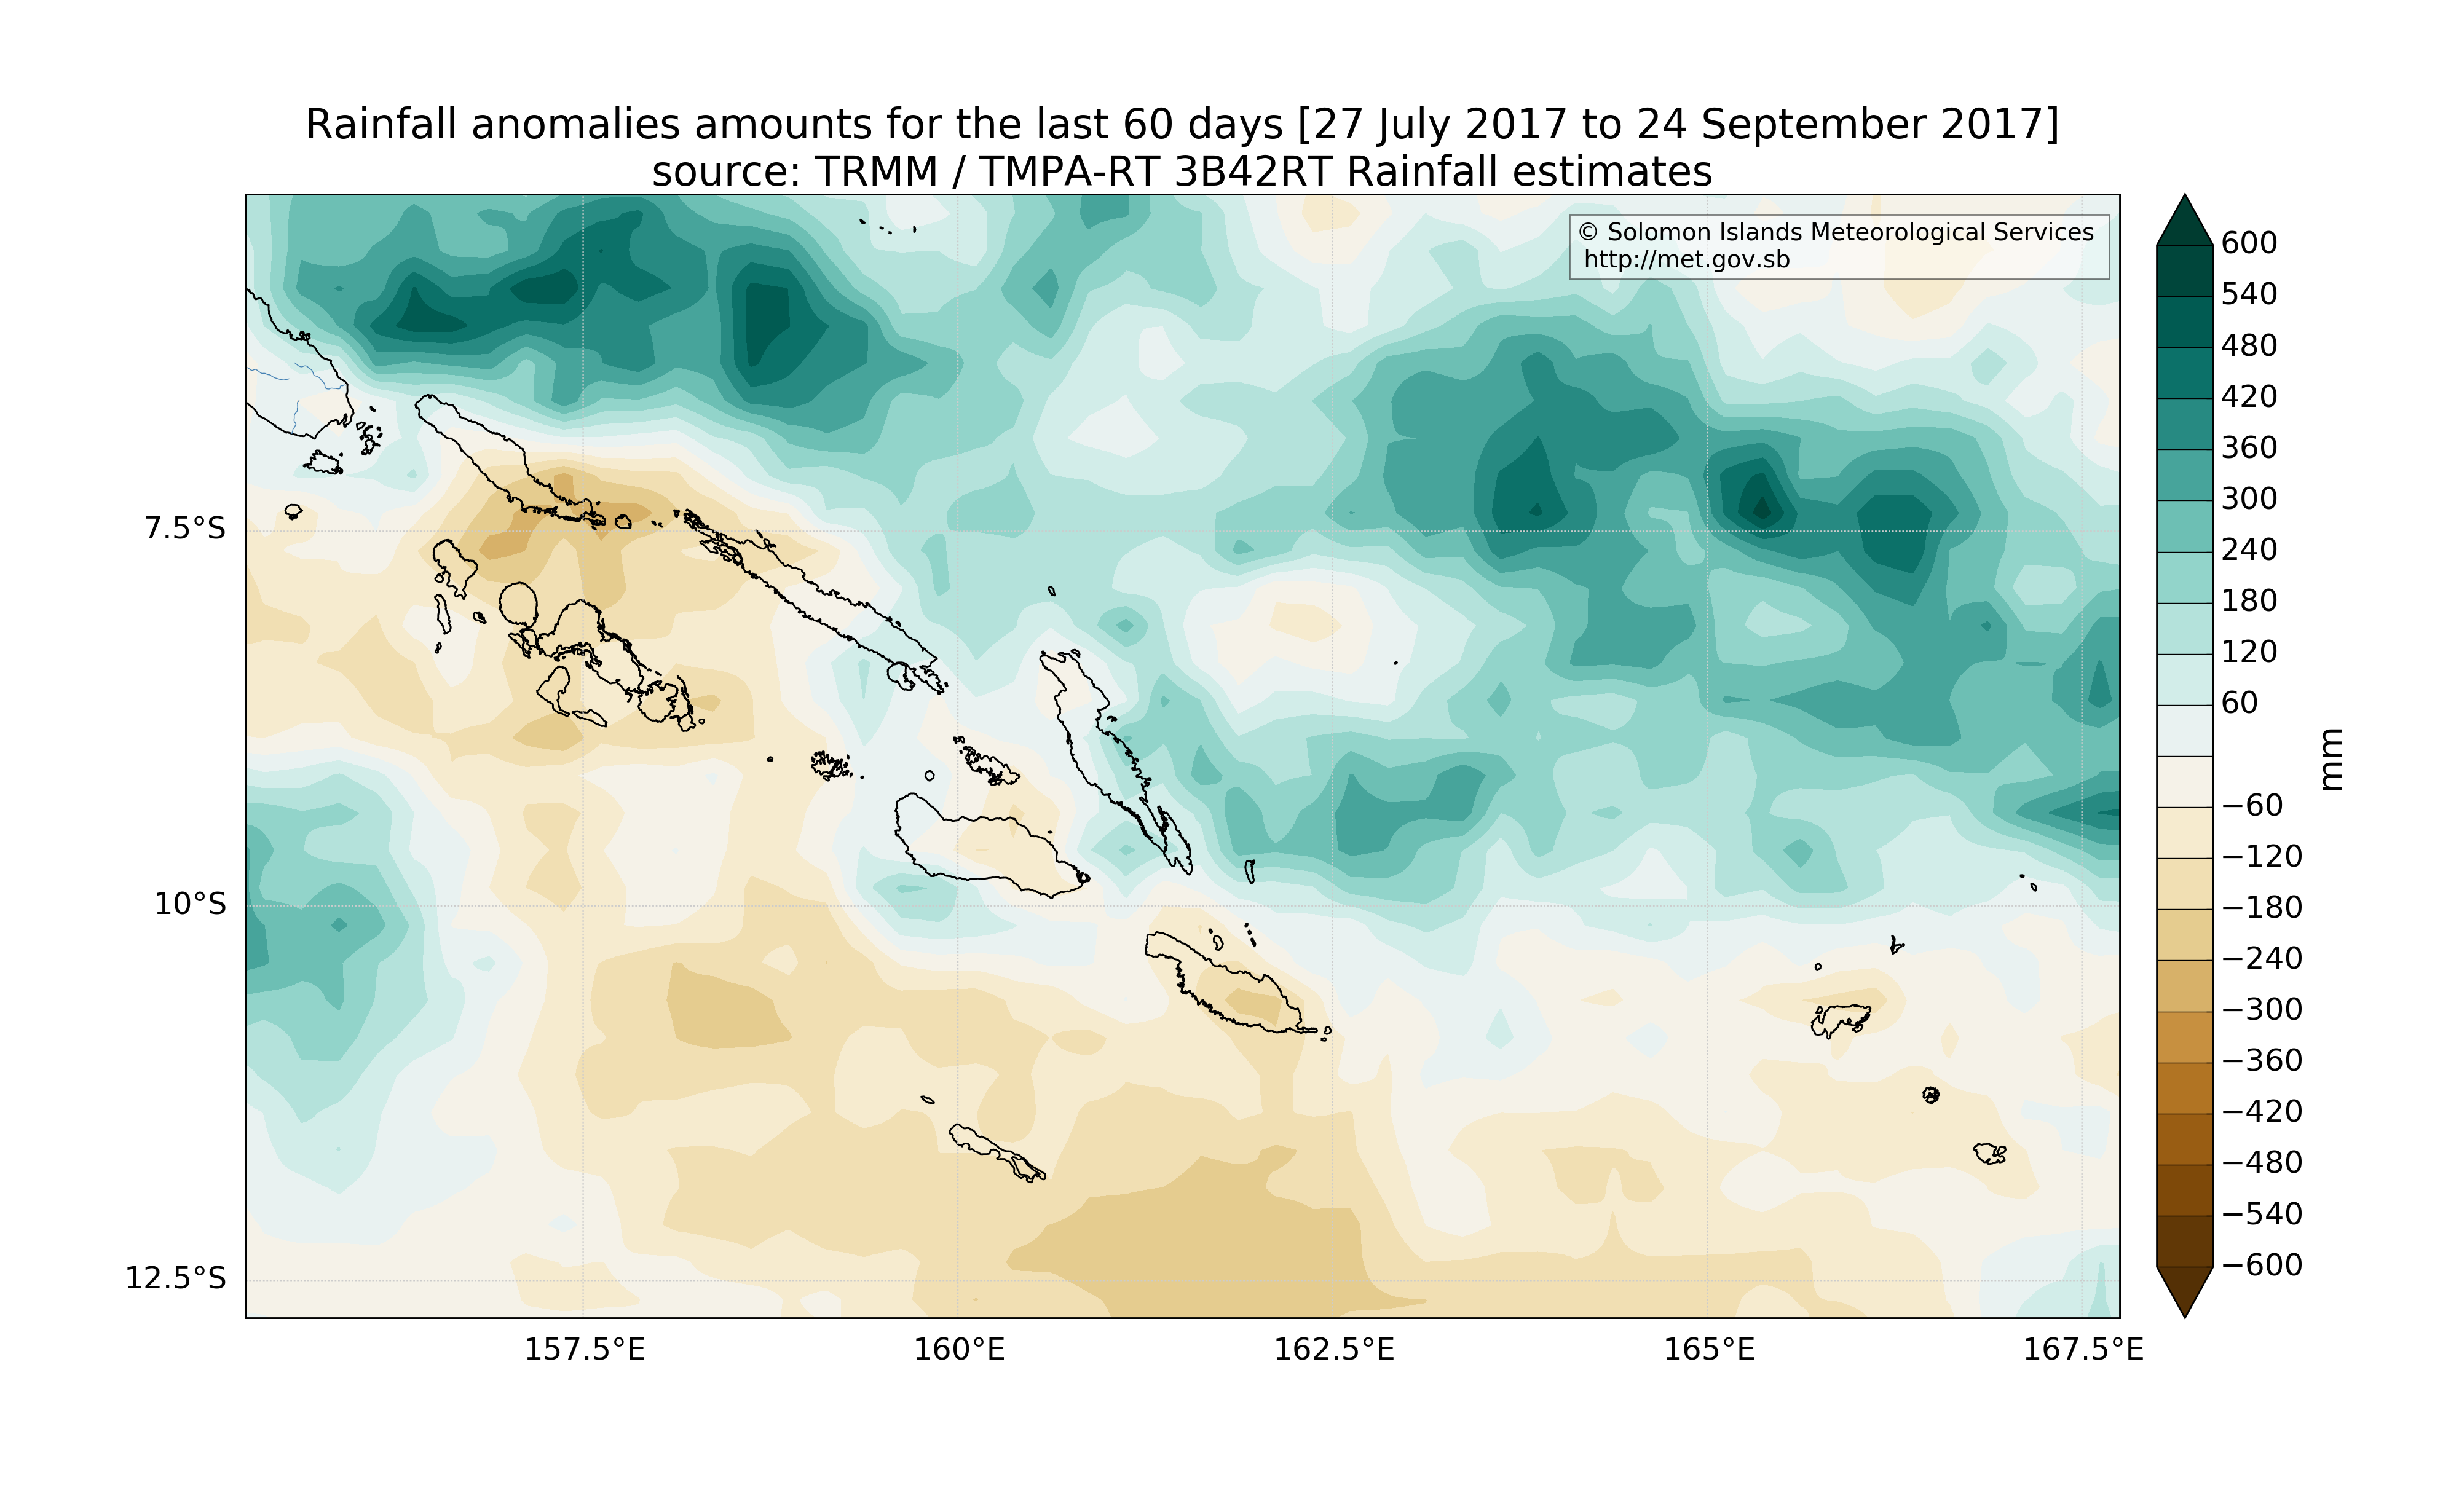 Rainfall anomalies amounts for the last 60 days [27 July 2017 to 24 September 2017]
source: TRMM / TMPA-RT 3B42RT Rainfall estimates
© Solomon Islands Meteorological Services
http://met.gov.sb
7.5°S
10°S
12.5°S
157.5°E
160°E
162.5°E
165°E
167.5°E
600
540
480
420
360
300
240
180
120
60
−60
−120
−180
−240
−300
−360
−420
−480
−540
−600
mm